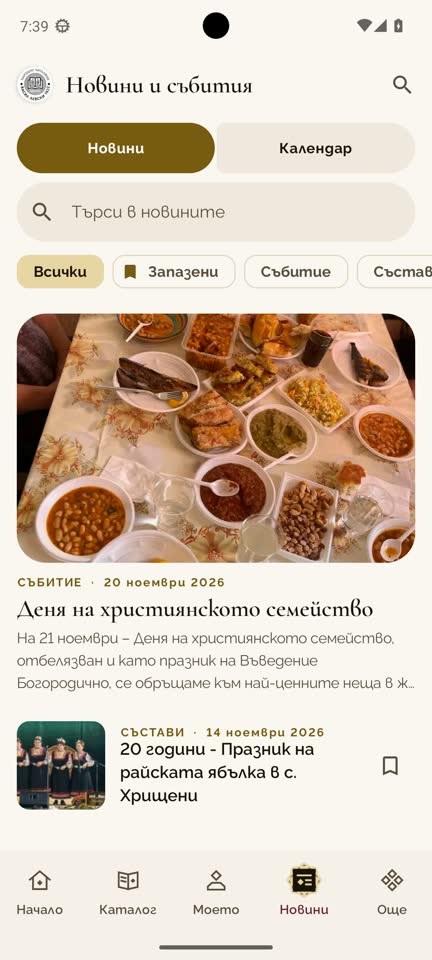 7:39
Новини и събития
Новини
Календар
Търси в новините
Всички
Запазени
Събитие
Състав
СЪБИТИЕ · 20 ноември 2026
Деня на християнското семейство
На 21 ноември – Деня на християнското семейство,
отбелязван и като празник на Въведение
Богородично, се обръщаме към най-ценните неща в ж…
СЪСТАВИ · 14 ноември 2026
20 години - Празник на
райската ябълка в с.
Хрищени
Начало
Каталог
Моето
Новини
Още